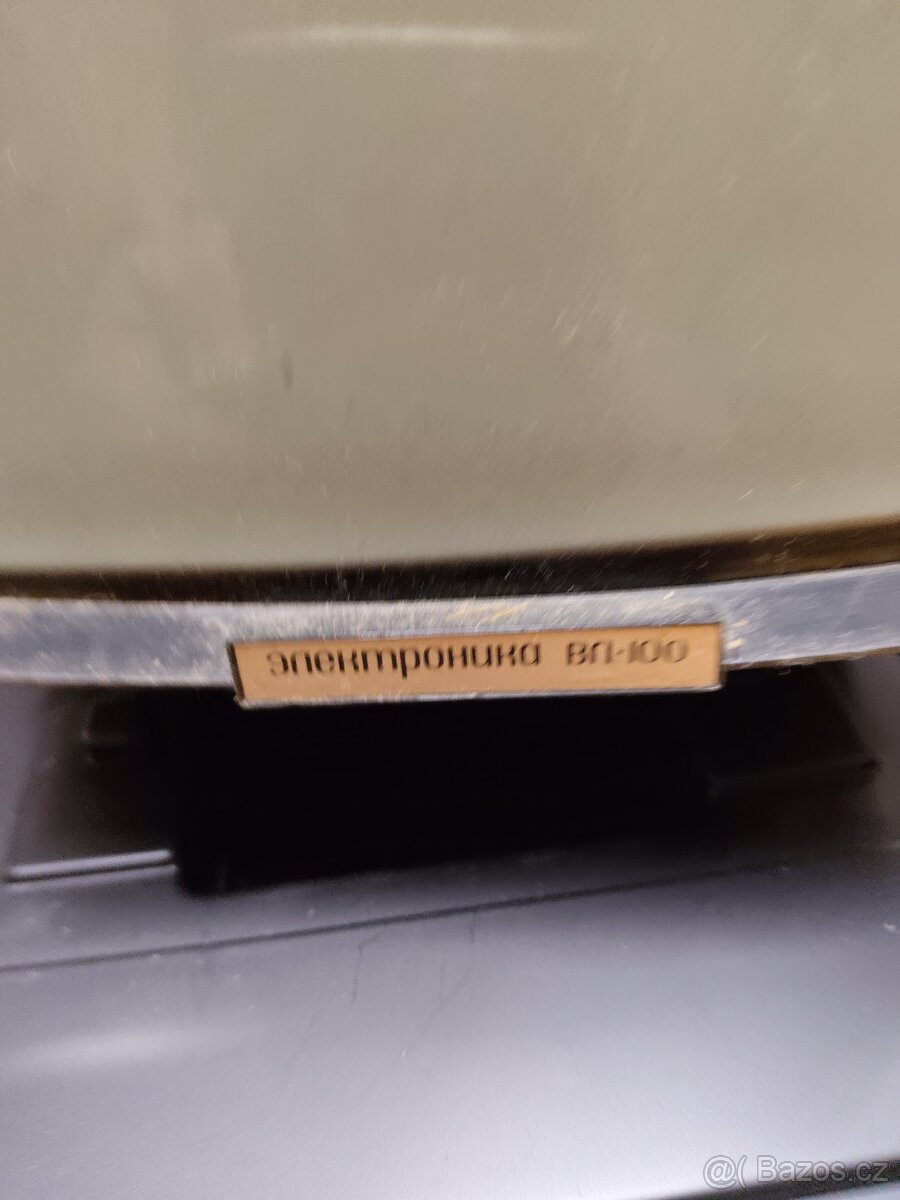 электроника ВЛ-100
@( Bazos.cz